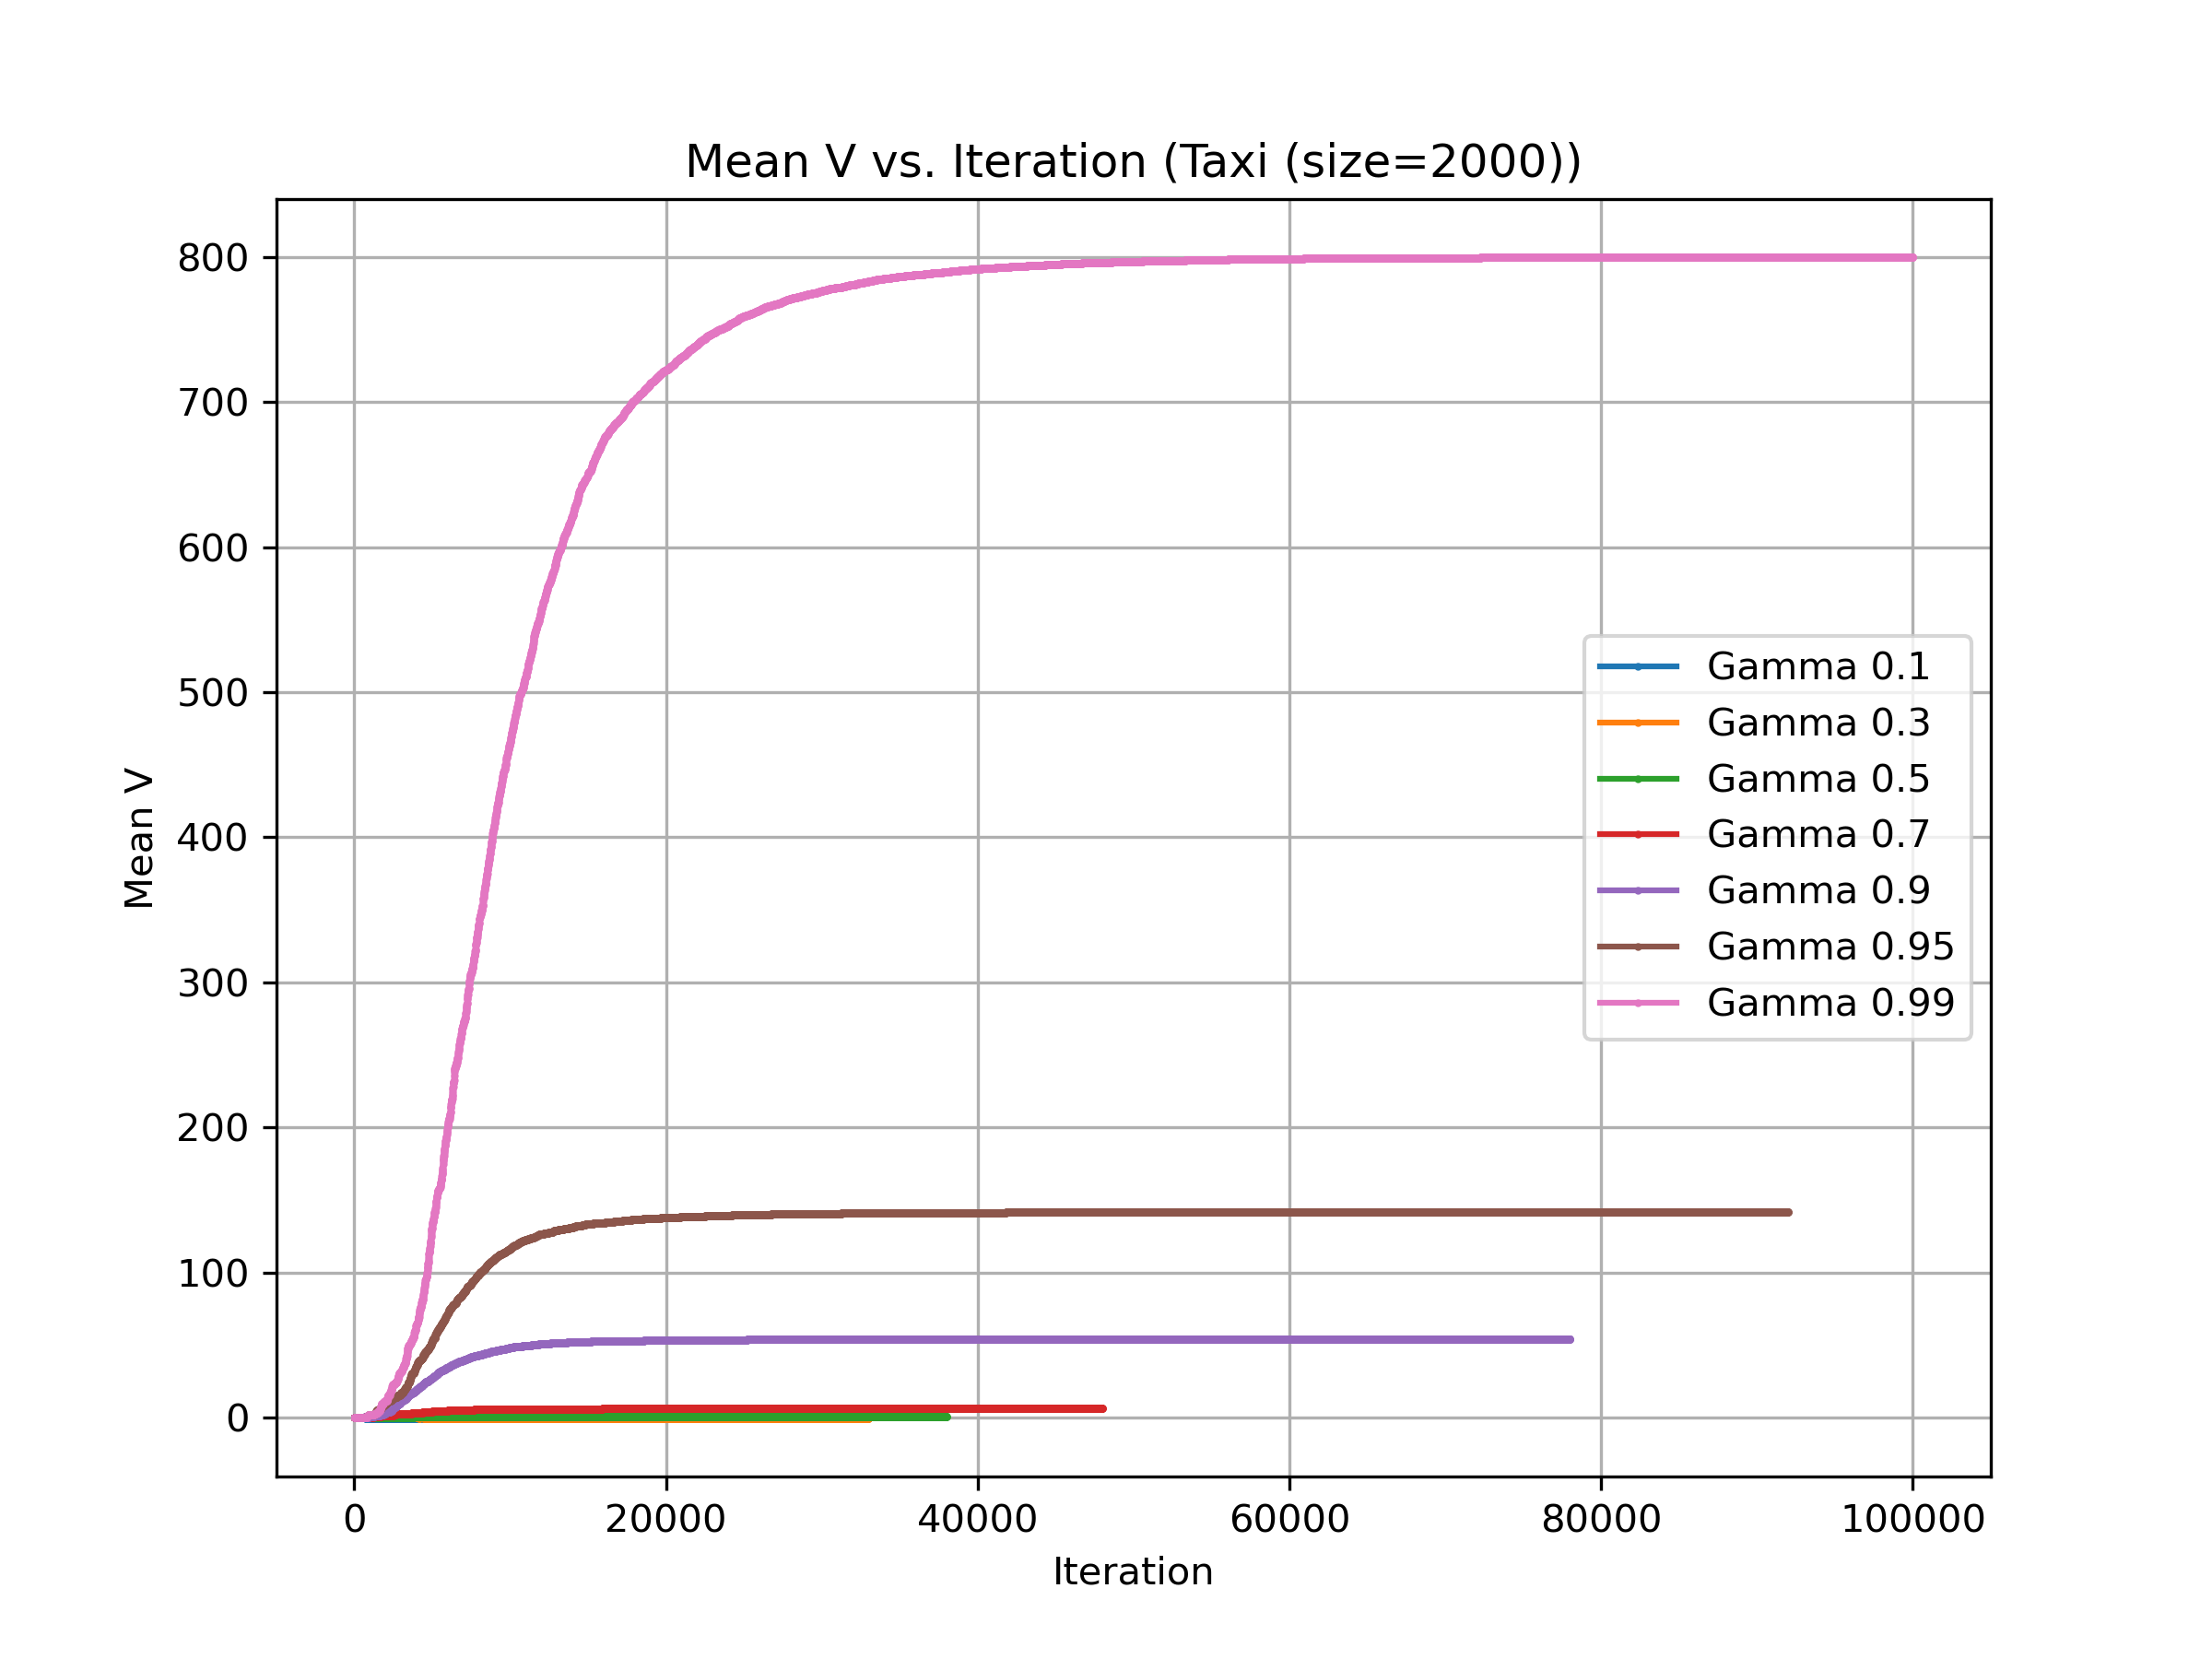 Mean V vs. Iteration (Taxi (size=2000))
800
700
600
500
400
300
200
100
0
Mean V
Gamma 0.1
Gamma 0.3
Gamma 0.5
Gamma 0.7
Gamma 0.9
Gamma 0.95
Gamma 0.99
0 20000 40000 60000 80000 100000
Iteration